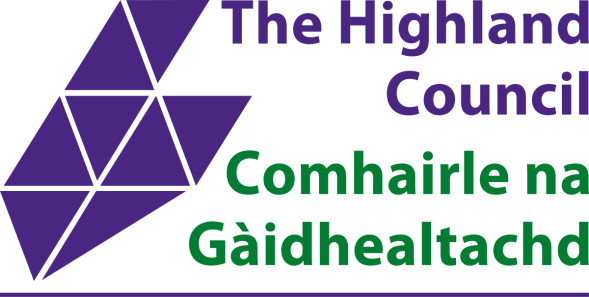 The Highland
Council
Comhairle na
Gàidhealtachd